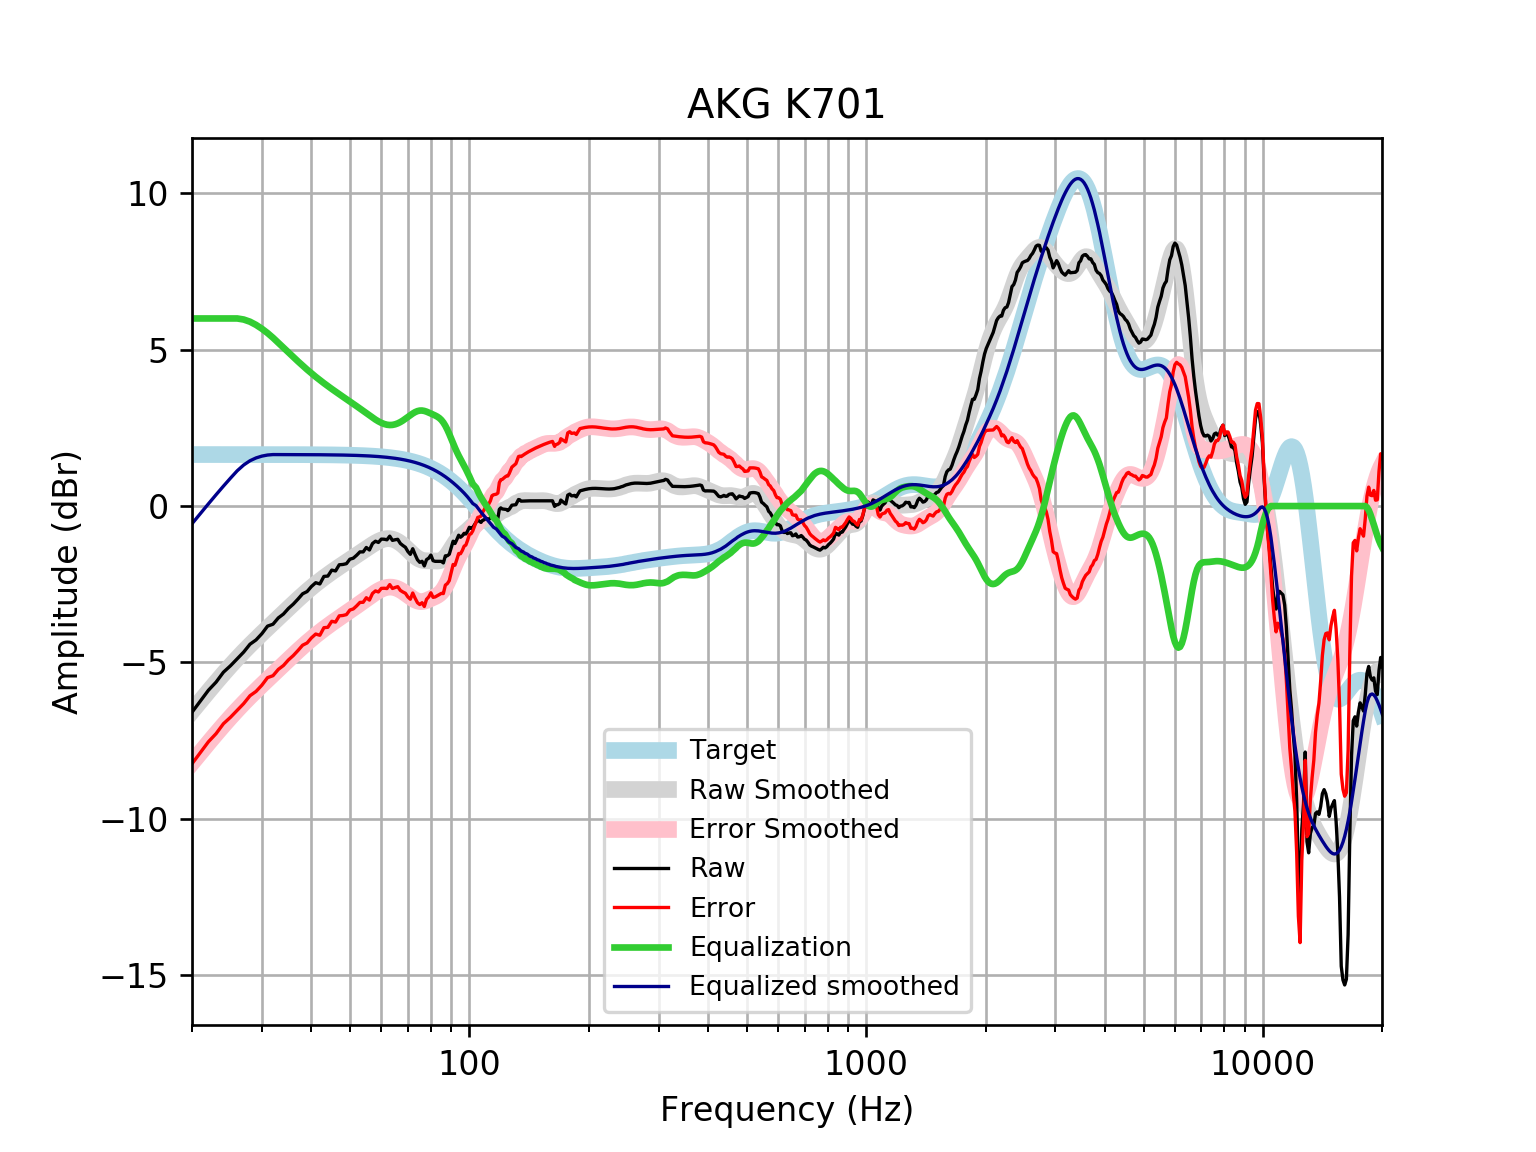 AKG K701
10
5
0
−5
−10
−15
Amplitude (dBr)
Target
Raw Smoothed
Error Smoothed
Raw
Error
Equalization
Equalized smoothed
100 1000 10000
Frequency (Hz)